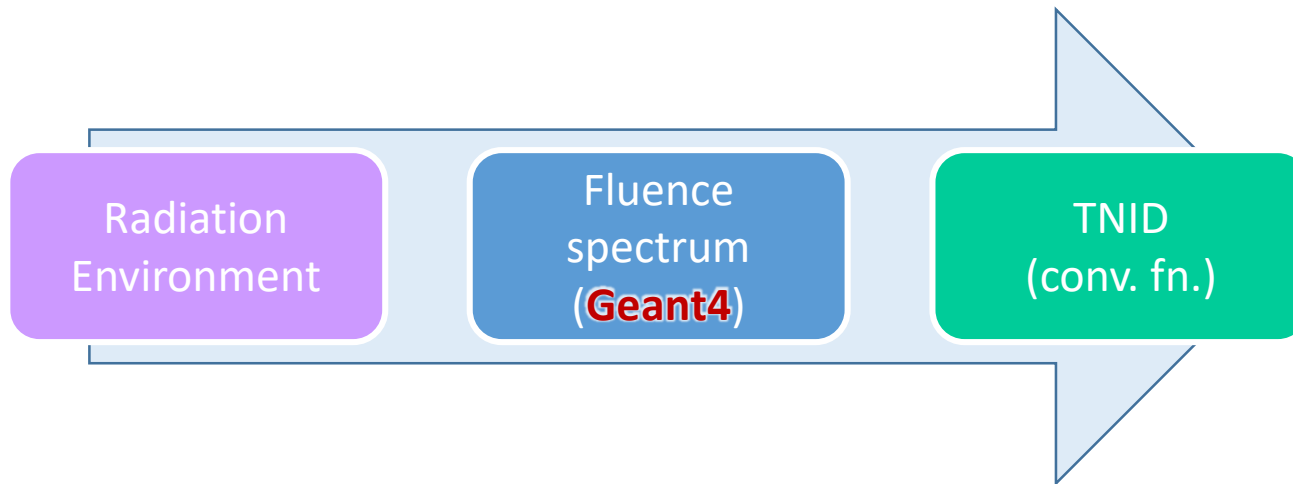 Radiation
Environment
Fluence
spectrum
(Geant4)
TNID
(conv. fn.)